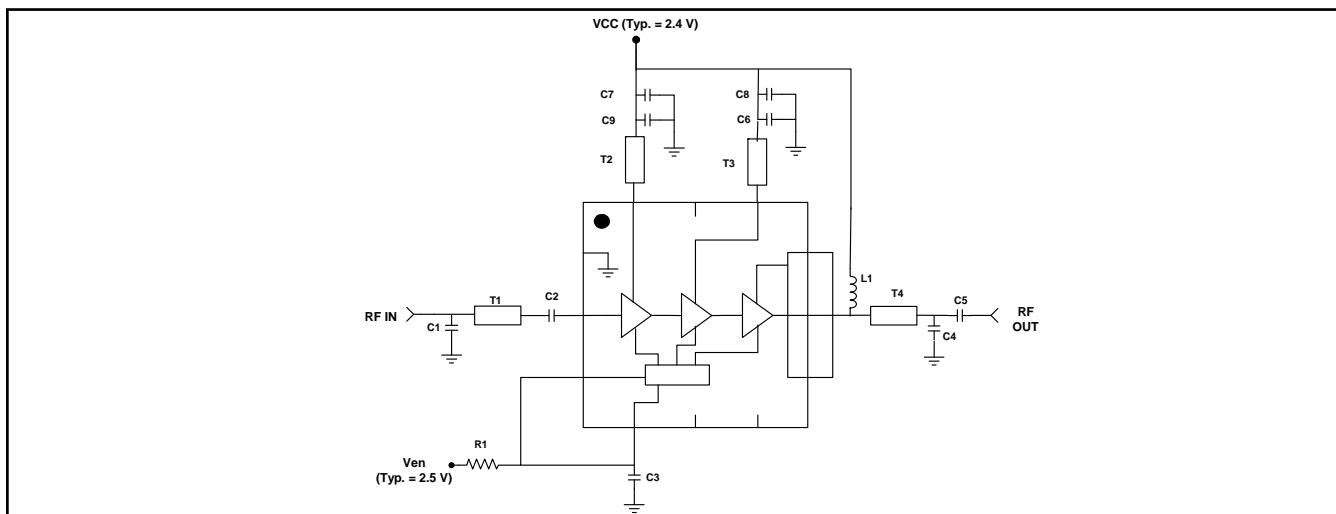 VCC (Typ. = 2.4 V)
C7
C8
C9
C6
T2
T3
L1
T1
C2
T4
C5
RF IN
RF
OUT
C1
C4
R1
Ven
(Typ. = 2.5 V)
C3